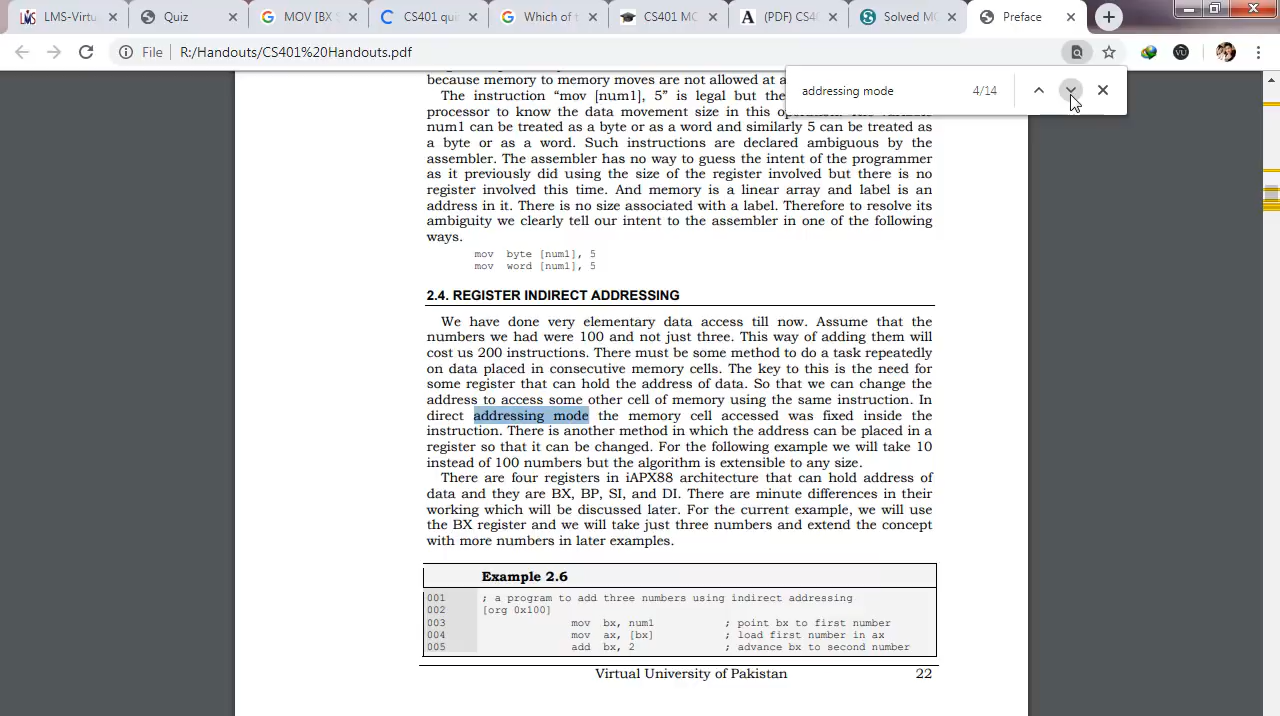 LMS-Virtu
Quiz
MOV [BX S
CS401 qui
Which of t
CS401 MC
(PDF) CS4
Solved MC
Preface
File
R:/Handouts/CS401%20Handouts.pdf
addressing mode
4/14
because memory to memory moves are not allowed at a
The instruction “mov [num1], 5” is legal but the
processor to know the data movement size in this
num1 can be treated as a byte or as a word and similarly 5 can be treated as
a byte or as a word. Such instructions are declared ambiguous by the
assembler. The assembler has no way to guess the intent of the programmer
as it previously did using the size of the register involved but there is no
register involved this time. And memory is a linear array and label is an
address in it. There is no size associated with a label. Therefore to resolve its
ambiguity we clearly tell our intent to the assembler in one of the following
ways.
mov byte [num1], 5
mov word [num1], 5
2.4. REGISTER INDIRECT ADDRESSING
We have done very elementary data access till now. Assume that the
numbers we had were 100 and not just three. This way of adding them will
cost us 200 instructions. There must be some method to do a task repeatedly
on data placed in consecutive memory cells. The key to this is the need for
some register that can hold the address of data. So that we can change the
address to access some other cell of memory using the same instruction. In
direct addressing mode the memory cell accessed was fixed inside the
instruction. There is another method in which the address can be placed in a
register so that it can be changed. For the following example we will take 10
instead of 100 numbers but the algorithm is extensible to any size.
There are four registers in iAPX88 architecture that can hold address of
data and they are BX, BP, SI, and DI. There are minute differences in their
working which will be discussed later. For the current example, we will use
the BX register and we will take just three numbers and extend the concept
with more numbers in later examples.
Example 2.6
001 ; a program to add three numbers using indirect addressing
002 [org 0x100]
003 mov bx, num1 ; point bx to first number
004 mov ax, [bx] ; load first number in ax
005 add bx, 2 ; advance bx to second number
Virtual University of Pakistan 22